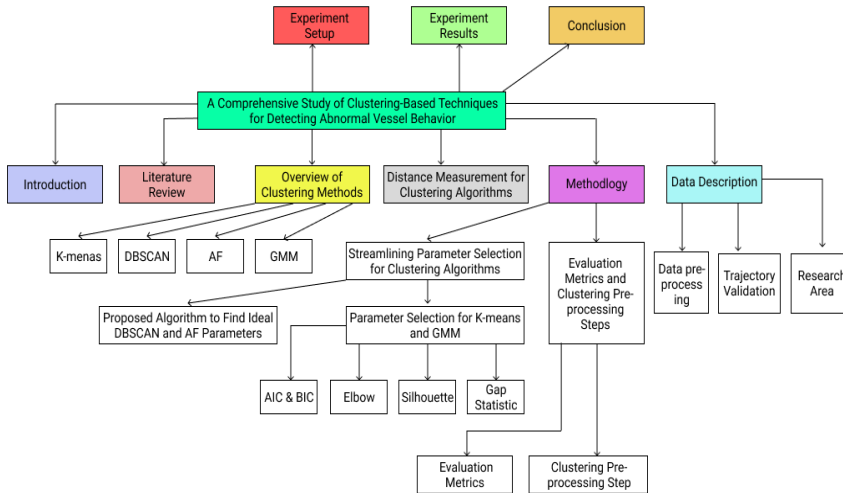 Experiment
Setup
Experiment
Results
Conclusion
A Comprehensive Study of Clustering-Based Techniques
for Detecting Abnormal Vessel Behavior
Introduction
Literature
Review
Overview of
Clustering Methods
Distance Measurement for
Clustering Algorithms
Methodlogy
Data Description
K-menas
DBSCAN
AF
GMM
Streamlining Parameter Selection
for Clustering Algorithms
Evaluation
Metrics and
Clustering Pre-
processing
Steps
Data pre-
process
ing
Trajectory
Validation
Research
Area
Proposed Algorithm to Find Ideal
DBSCAN and AF Parameters
Parameter Selection for K-means
and GMM
AIC & BIC
Elbow
Silhouette
Gap
Statistic
Evaluation
Metrics
Clustering Pre-
processing Step